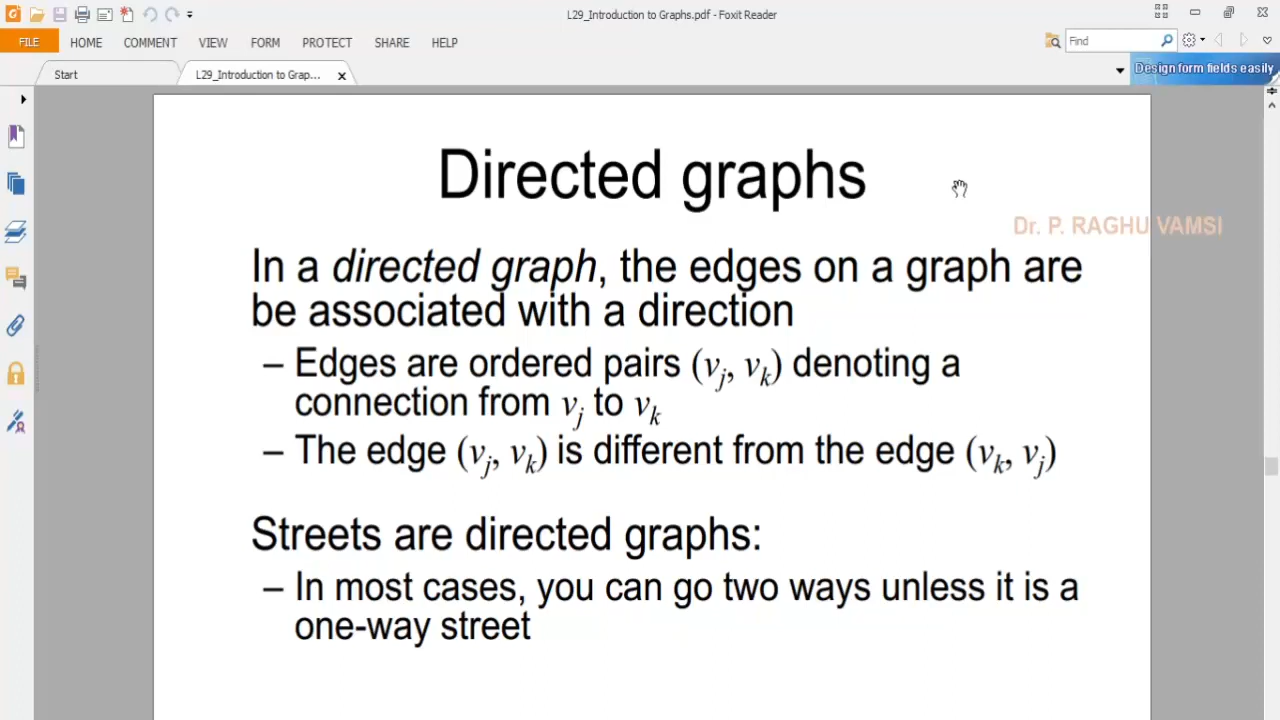 L29_Introduction to Graphs.pdf - Foxit Reader
FILE HOME COMMENT VIEW FORM PROTECT SHARE HELP
Find
Start
L29_Introduction to Grap... x
Design form fields easily
Directed graphs
Dr. P. RAGHU VAMSI
In a directed graph, the edges on a graph are
be associated with a direction
– Edges are ordered pairs (vj, vk) denoting a
connection from vj to vk
– The edge (vj, vk) is different from the edge (vk, vj)
Streets are directed graphs:
– In most cases, you can go two ways unless it is a
one-way street